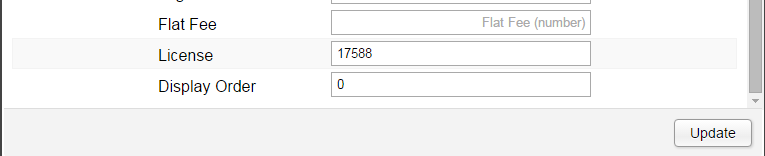 Flat Fee Flat Fee (number)
License 17588
Display Order 0
Update